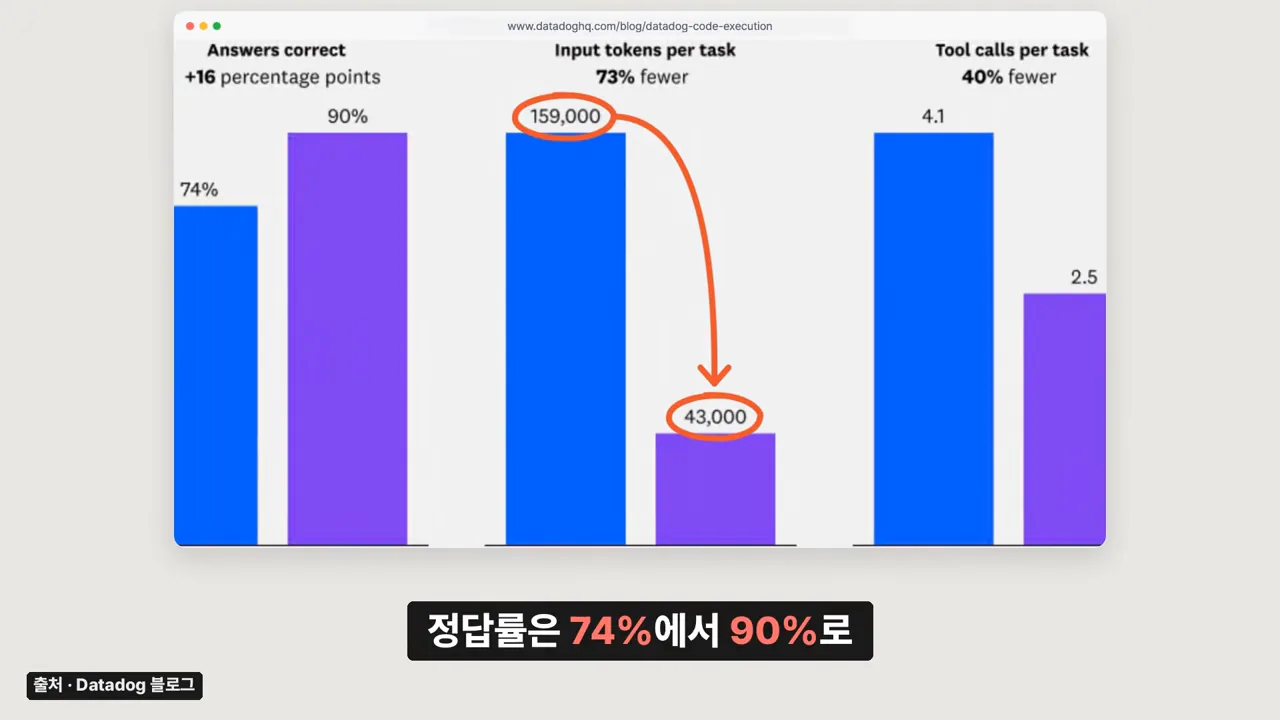 www.datadoghq.com/blog/datadog-code-execution
Answers correct
+16 percentage points
74%
90%
Input tokens per task
73% fewer
159,000
43,000
Tool calls per task
40% fewer
4.1
2.5
정답률은 74%에서 90%로
출처 · Datadog 블로그